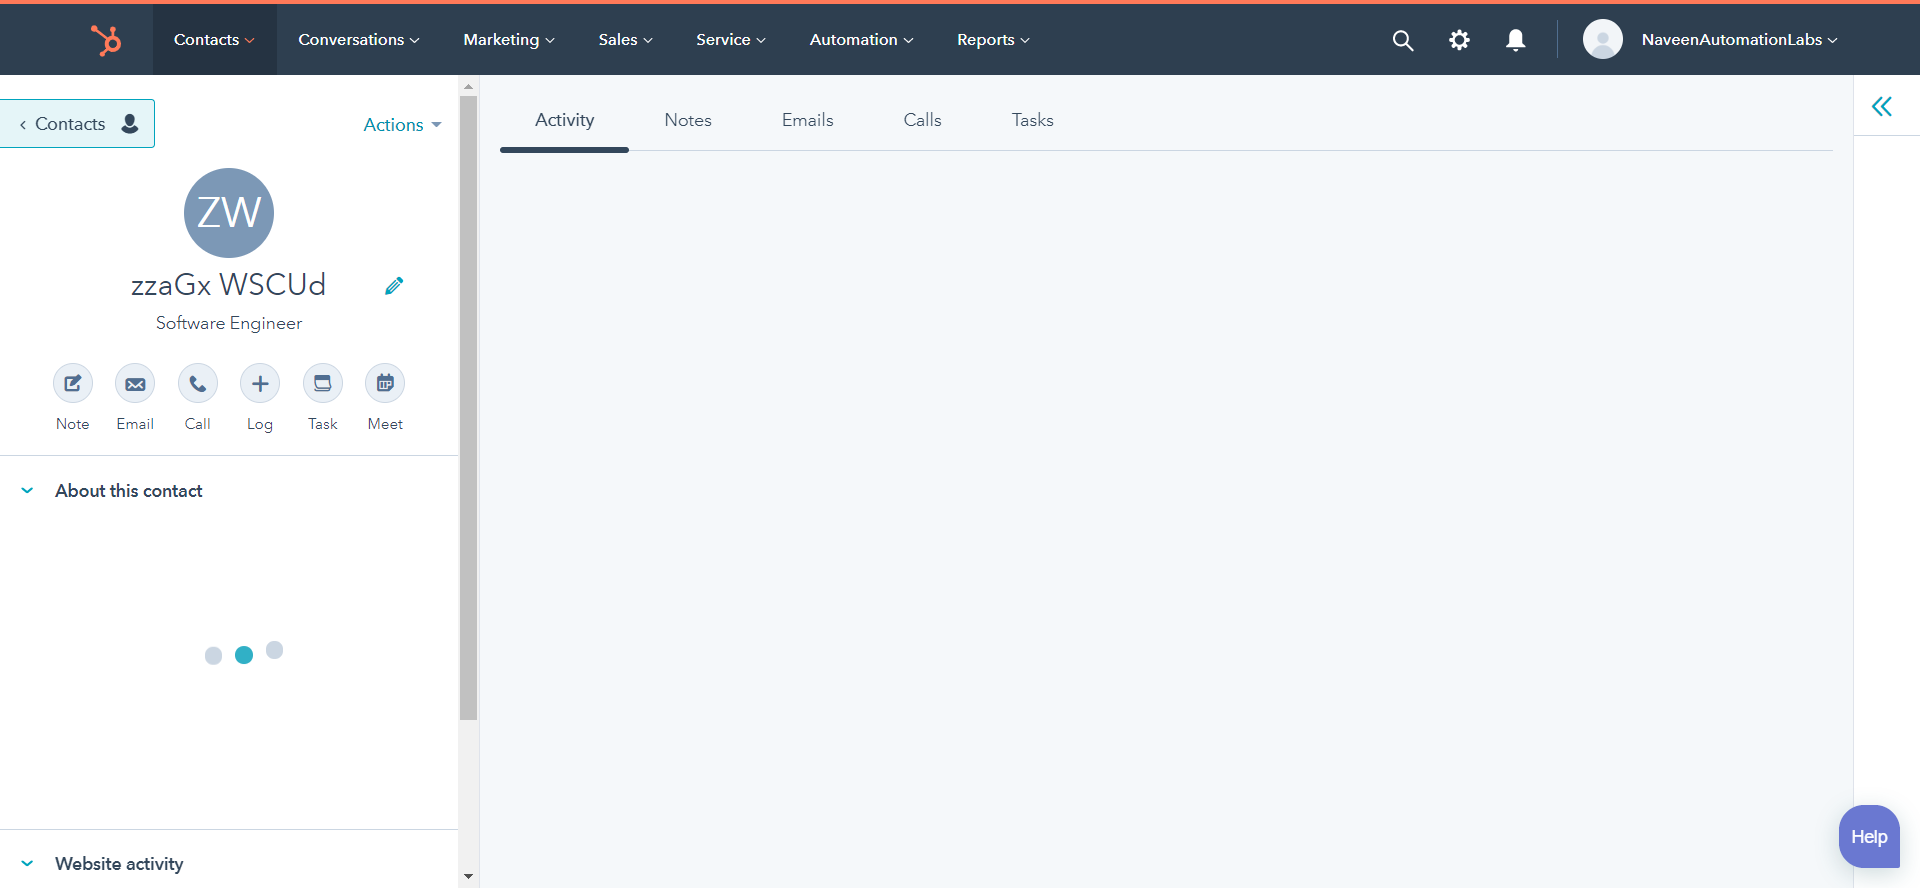 Contacts Conversations Marketing Sales Service Automation Reports NaveenAutomationLabs
Contacts
Actions
ZW
zzaGx WSCUd
Software Engineer
Note Email Call Log Task Meet
About this contact
Website activity
Activity Notes Emails Calls Tasks
Help